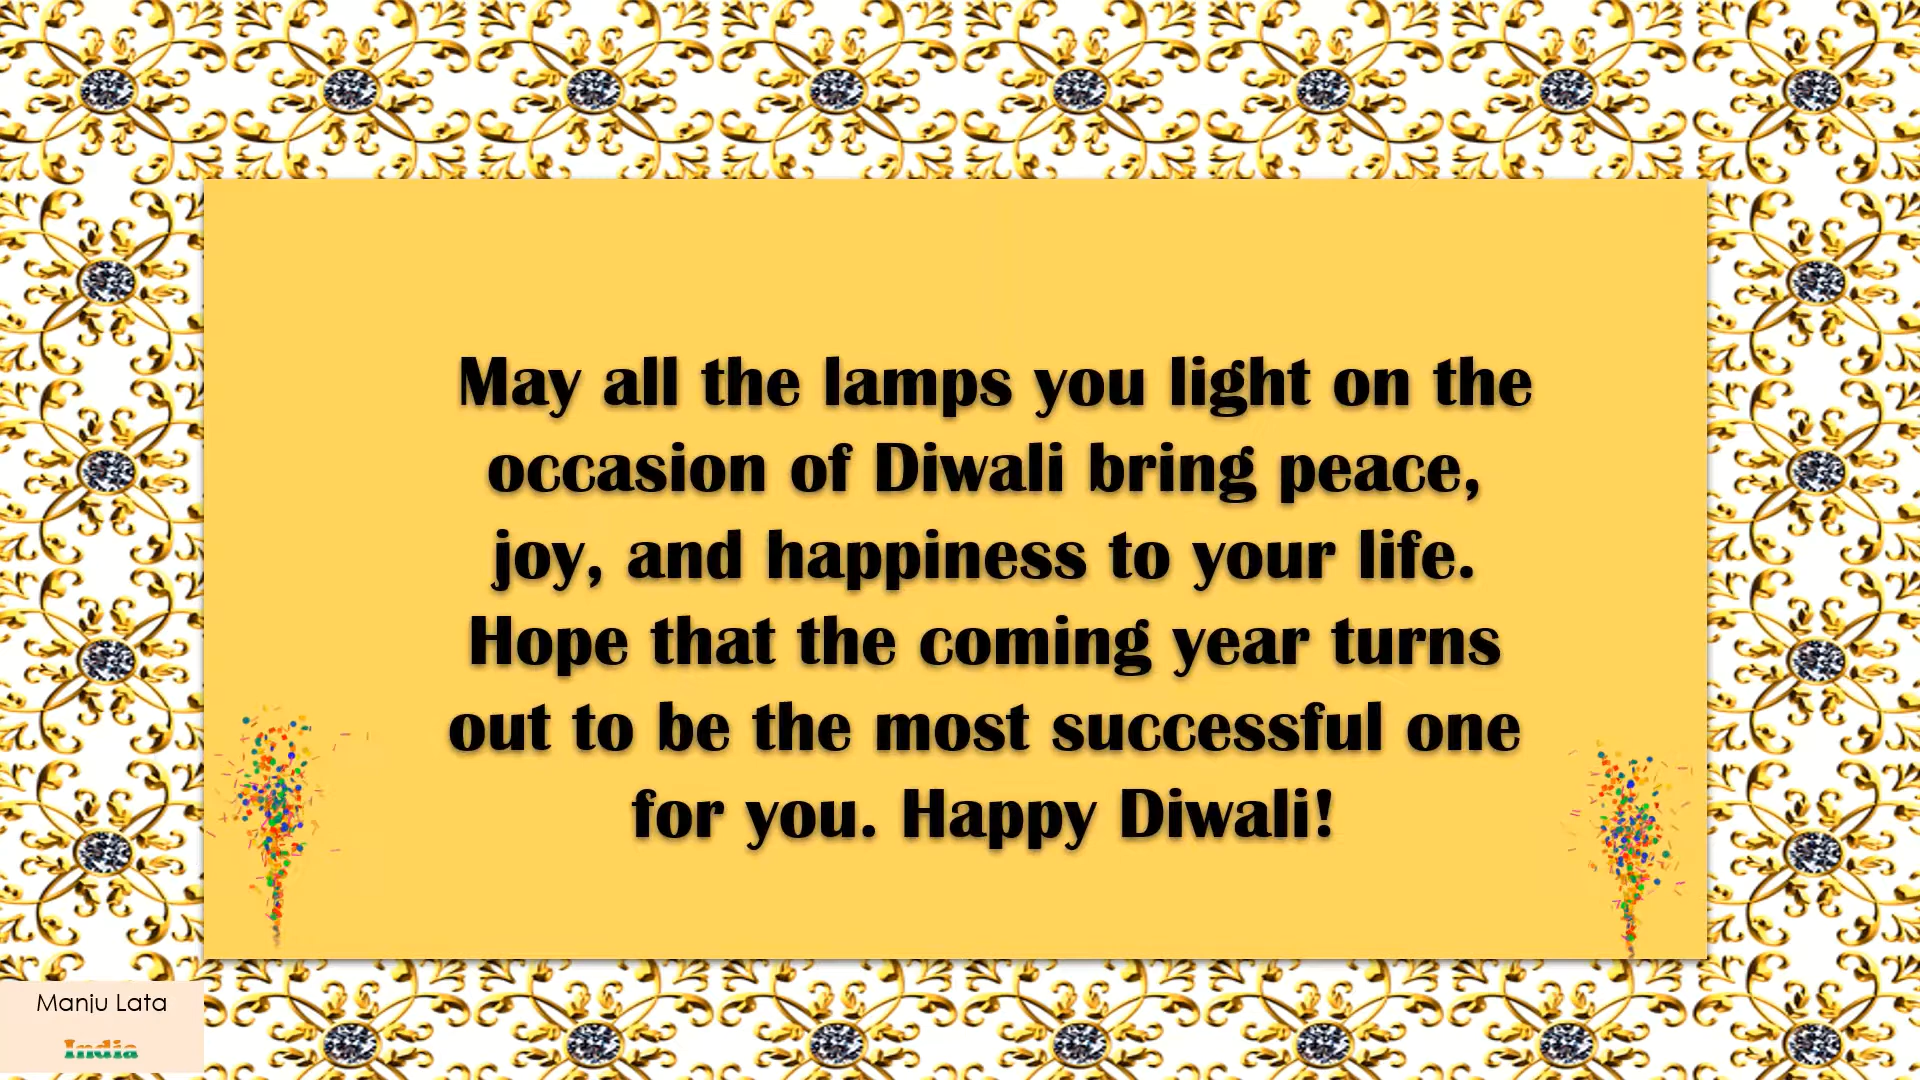 May all the lamps you light on the
occasion of Diwali bring peace,
joy, and happiness to your life.
Hope that the coming year turns
out to be the most successful one
for you. Happy Diwali!
Manju Lata
India